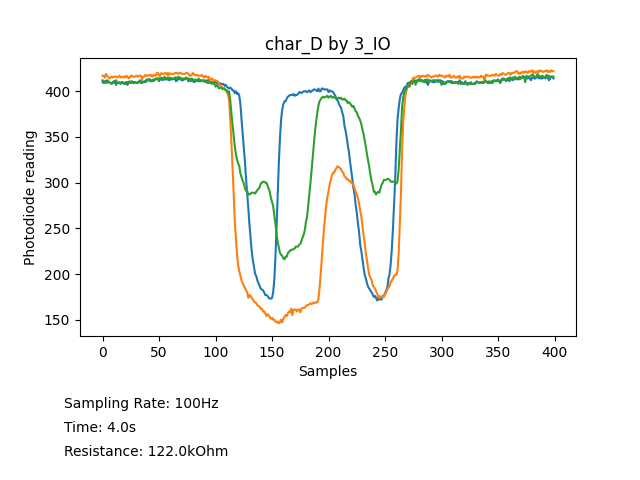 char_D by 3_IO
Photodiode reading
400
350
300
250
200
150
0 50 100 150 200 250 300 350 400
Samples
Sampling Rate: 100Hz
Time: 4.0s
Resistance: 122.0kOhm